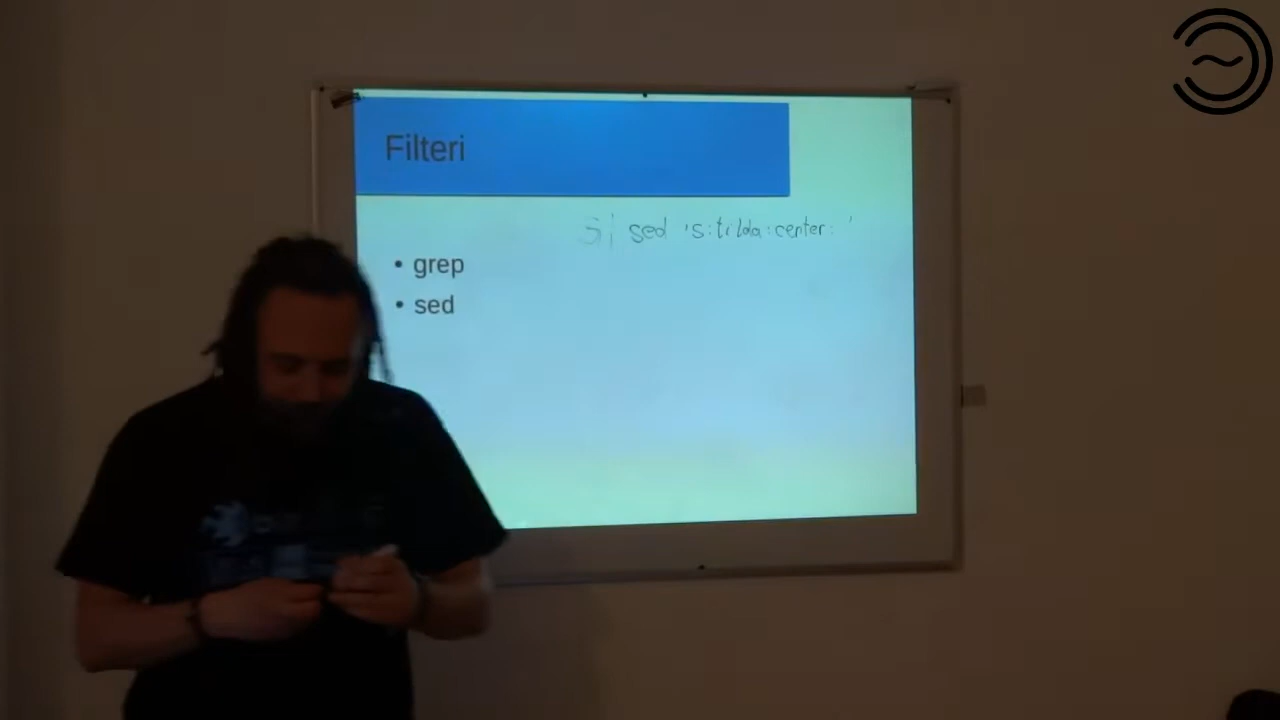 Filteri
| sed 's:tilda:center: '
• grep
• sed